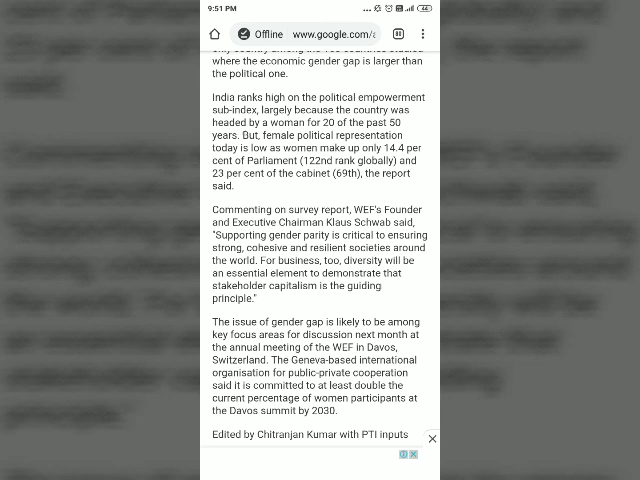 9:51 PM
44
Offline www.google.com/a
where the economic gender gap is larger than
the political one.
India ranks high on the political empowerment
sub-index, largely because the country was
headed by a woman for 20 of the past 50
years. But, female political representation
today is low as women make up only 14.4 per
cent of Parliament (122nd rank globally) and
23 per cent of the cabinet (69th), the report
said.
Commenting on survey report, WEF's Founder
and Executive Chairman Klaus Schwab said,
"Supporting gender parity is critical to ensuring
strong, cohesive and resilient societies around
the world. For business, too, diversity will be
an essential element to demonstrate that
stakeholder capitalism is the guiding
principle."
The issue of gender gap is likely to be among
key focus areas for discussion next month at
the annual meeting of the WEF in Davos,
Switzerland. The Geneva-based international
organisation for public-private cooperation
said it is committed to at least double the
current percentage of women participants at
the Davos summit by 2030.
Edited by Chitranjan Kumar with PTI inputs